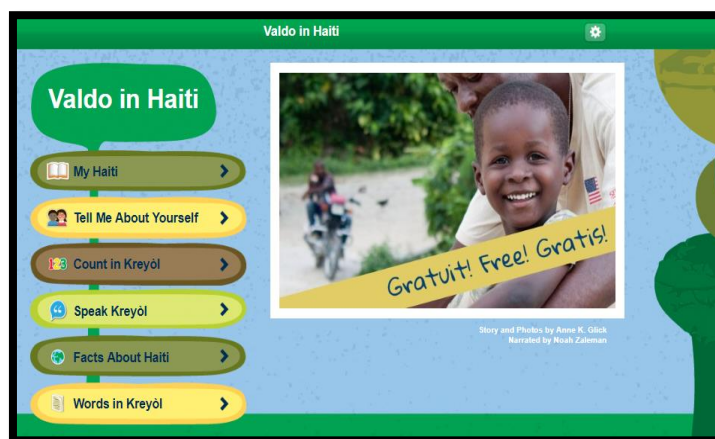 Valdo in Haiti
Valdo in Haiti
My Haiti
Tell Me About Yourself
123 Count in Kreyòl
Speak Kreyòl
Facts About Haiti
Words in Kreyòl
Gratuit! Free! Gratis!
Story and Photos by Anne K. Glick
Narrated by Noah Zaleman